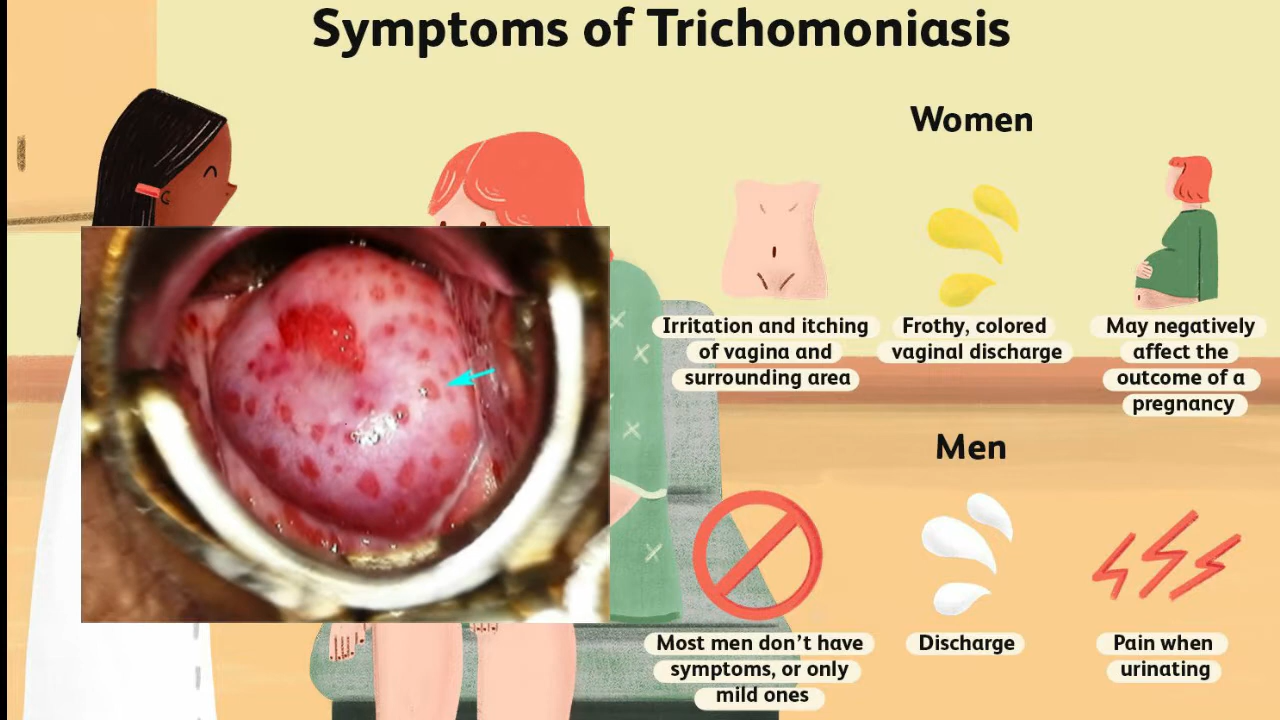 Symptoms of Trichomoniasis
Women
Irritation and itching
of vagina and
surrounding area
Frothy, colored
vaginal discharge
May negatively
affect the
outcome of a
pregnancy
Men
Most men don't have
symptoms, or only
mild ones
Discharge
Pain when
urinating